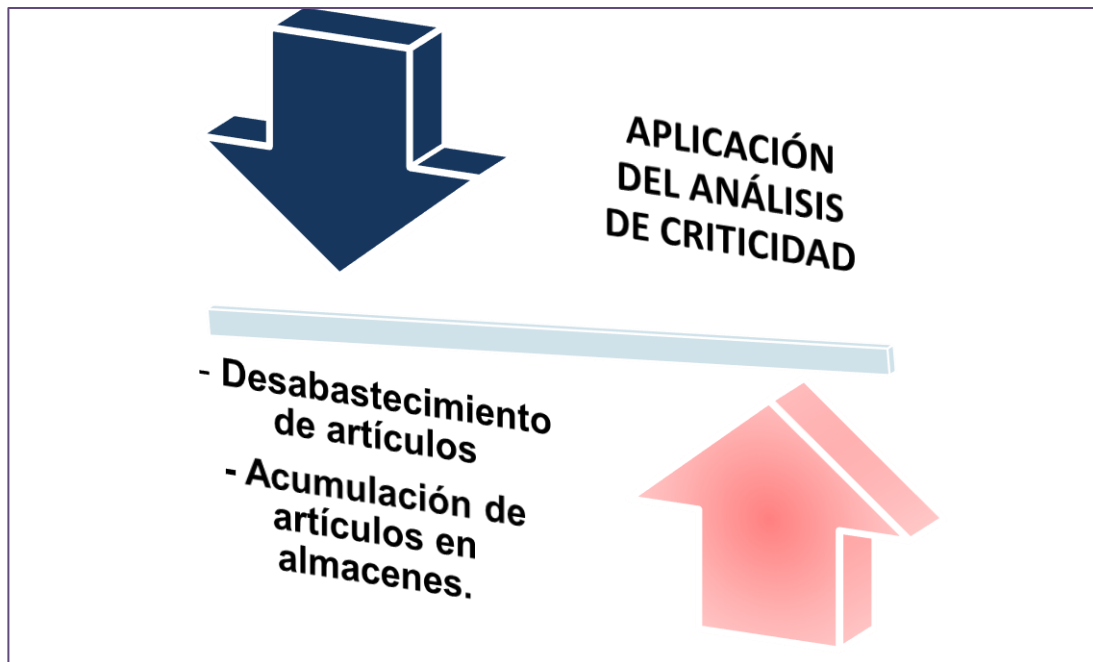 APLICACIÓN
DEL ANÁLISIS
DE CRITICIDAD
- Desabastecimiento
de artículos
- Acumulación de
artículos en
almacenes.